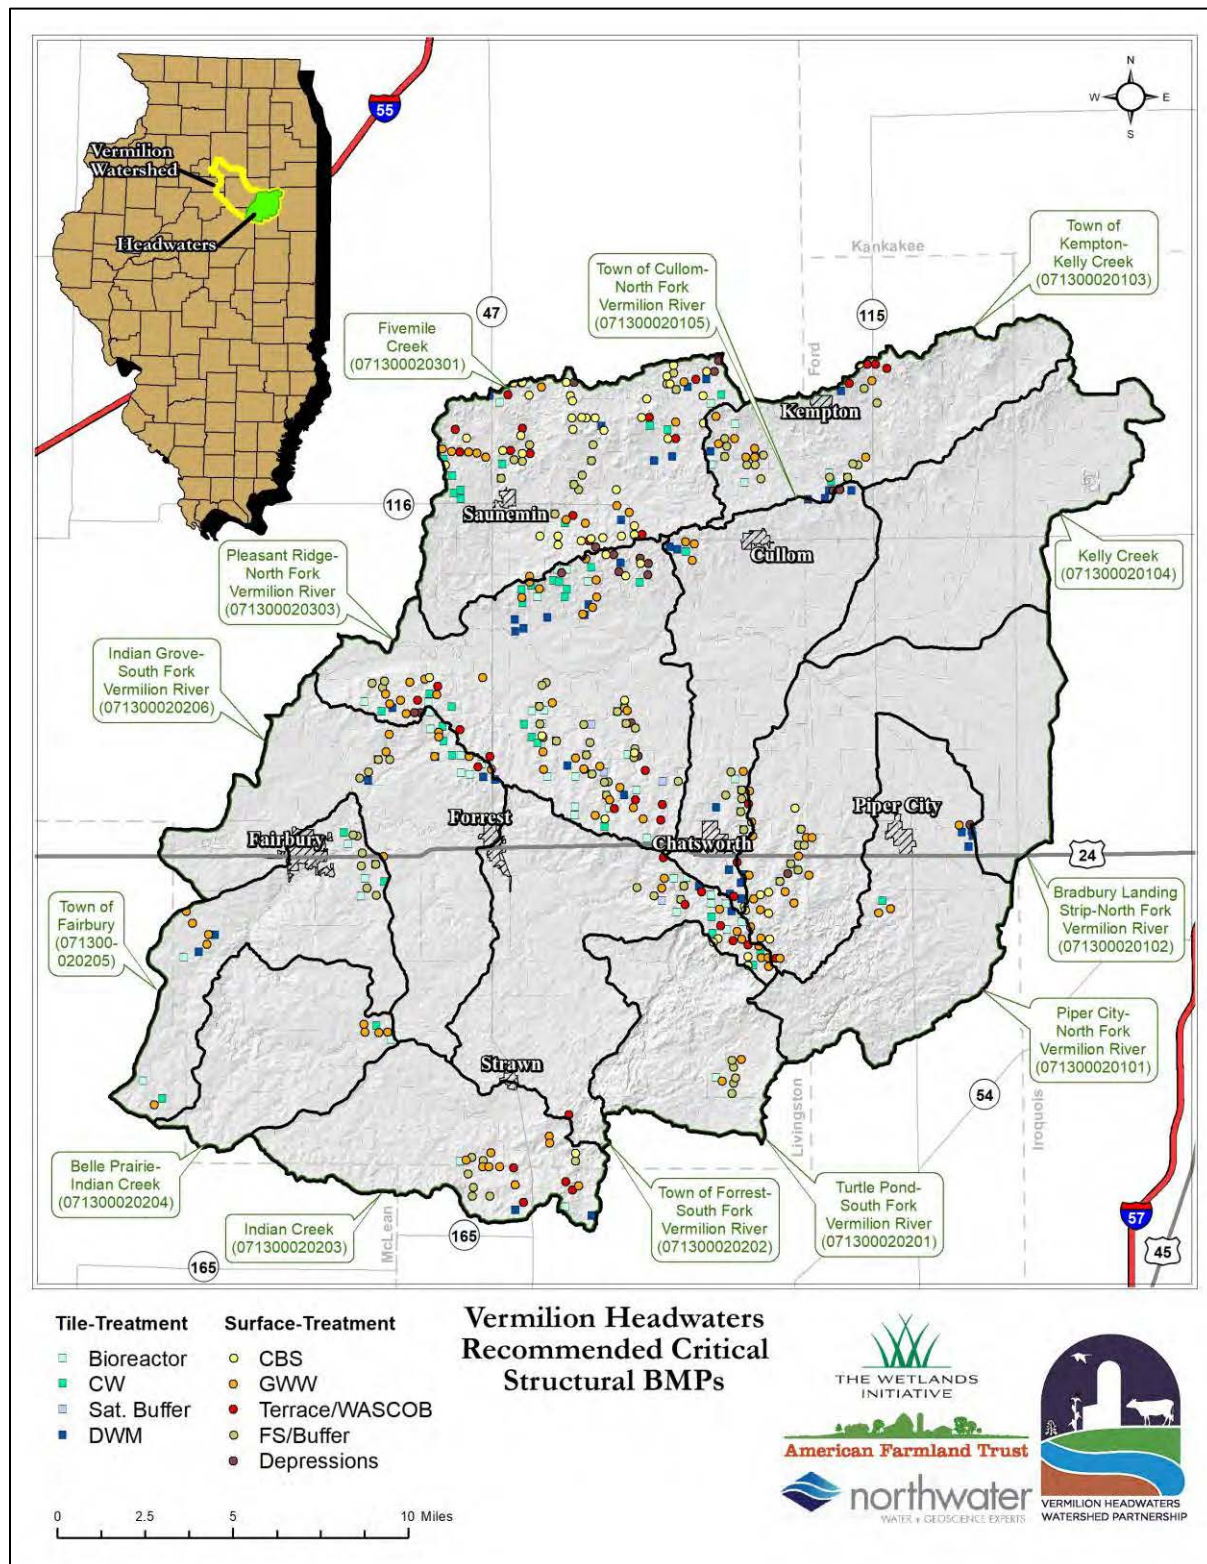 N
W
E
S
55
Vermilion
Watershed
Headwaters
Kankakee
Town of
Kempton-
Kelly Creek
(071300020103)
Town of Cullom-
North Fork
Vermilion River
(071300020105)
47
115
Ford
Fivemile
Creek
(071300020301)
Kempton
116
Saunemin
Cullom
Pleasant Ridge-
North Fork
Vermilion River
(071300020303)
Kelly Creek
(071300020104)
Indian Grove-
South Fork
Vermilion River
(071300020206)
Piper City
Forrest
Fairbury
Chatsworth
24
Town of
Fairbury
(071300-
020205)
Bradbury Landing
Strip-North Fork
Vermilion River
(071300020102)
Piper City-
North Fork
Vermilion River
(071300020101)
Strawn
Livingston
54
Iroquois
Belle Prairie-
Indian Creek
(071300020204)
Indian Creek
(071300020203)
McLean
165
165
Town of Forrest-
South Fork
Vermilion River
(071300020202)
Turtle Pond-
South Fork
Vermilion River
(071300020201)
57
45
Vermilion Headwaters
Recommended Critical
Structural BMPs
Tile-Treatment
Bioreactor
CW
Sat. Buffer
DWM
Surface-Treatment
CBS
GWW
Terrace/WASCOB
FS/Buffer
Depressions
0 2.5 5 10 Miles
THE WETLANDS
INITIATIVE
American Farmland Trust
northwater
WATER + GEOSCIENCE EXPERTS
VERMILION HEADWATERS
WATERSHED PARTNERSHIP